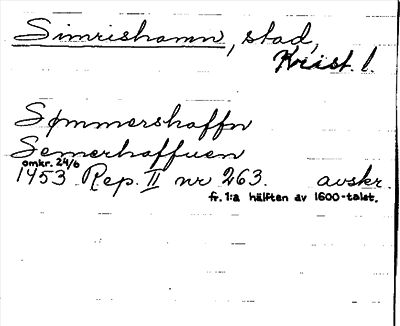 Simrishamn, stad,
Krist. l.
Sømmershaffn
Semerhaffuen
omkr. 24/6
1453 Rep. II nr 263. avskr.
fr. 1:a hälften av 1600-talet.